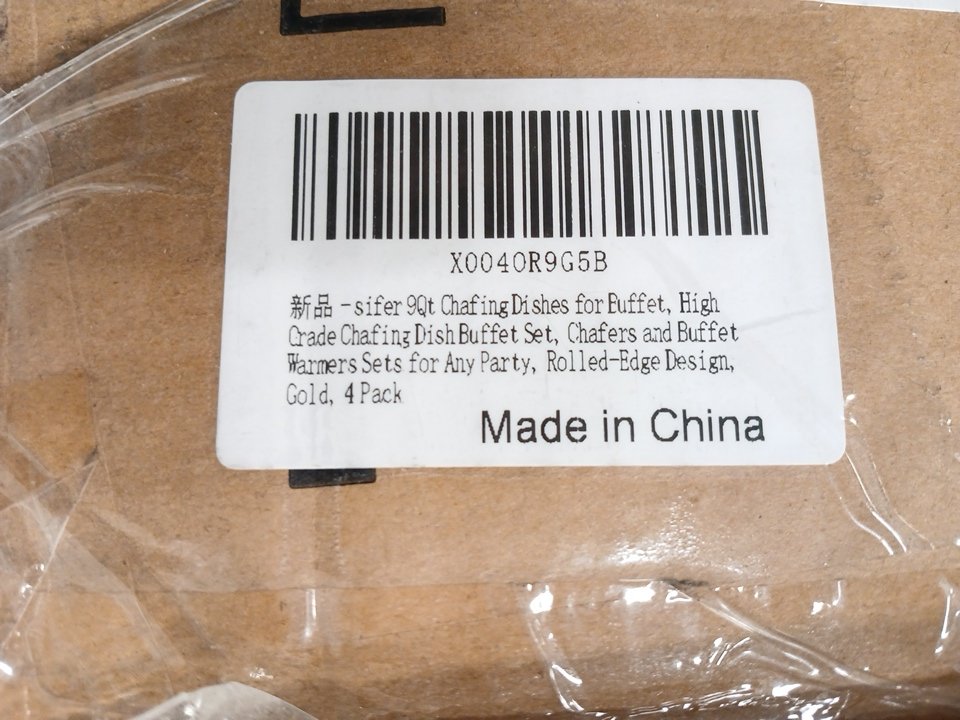 X0040R9G5B
新品 -sifer 9Qt Chafing Dishes for Buffet, High
Grade Chafing Dish Buffet Set, Chafers and Buffet
Warmers Sets for Any Party, Rolled-Edge Design,
Gold, 4 Pack
Made in China